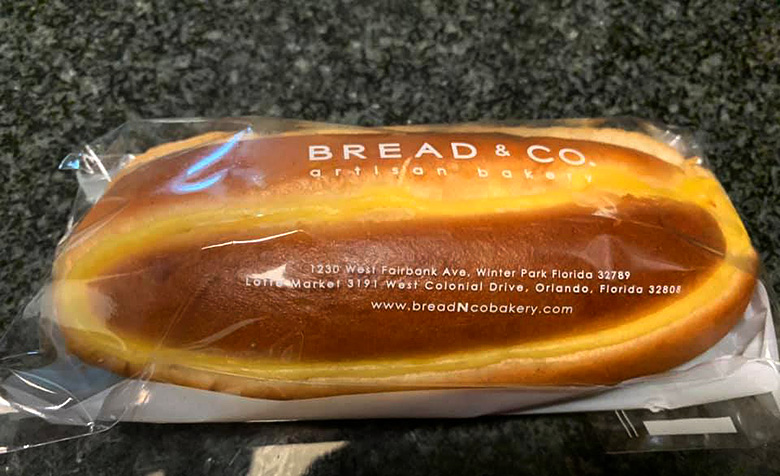 BREAD & CO.
artisan bakery
1230 West Fairbank Ave, Winter Park Florida 32789
Lotte Market 3191 West Colonial Drive, Orlando, Florida 32808
www.breadNcobakery.com